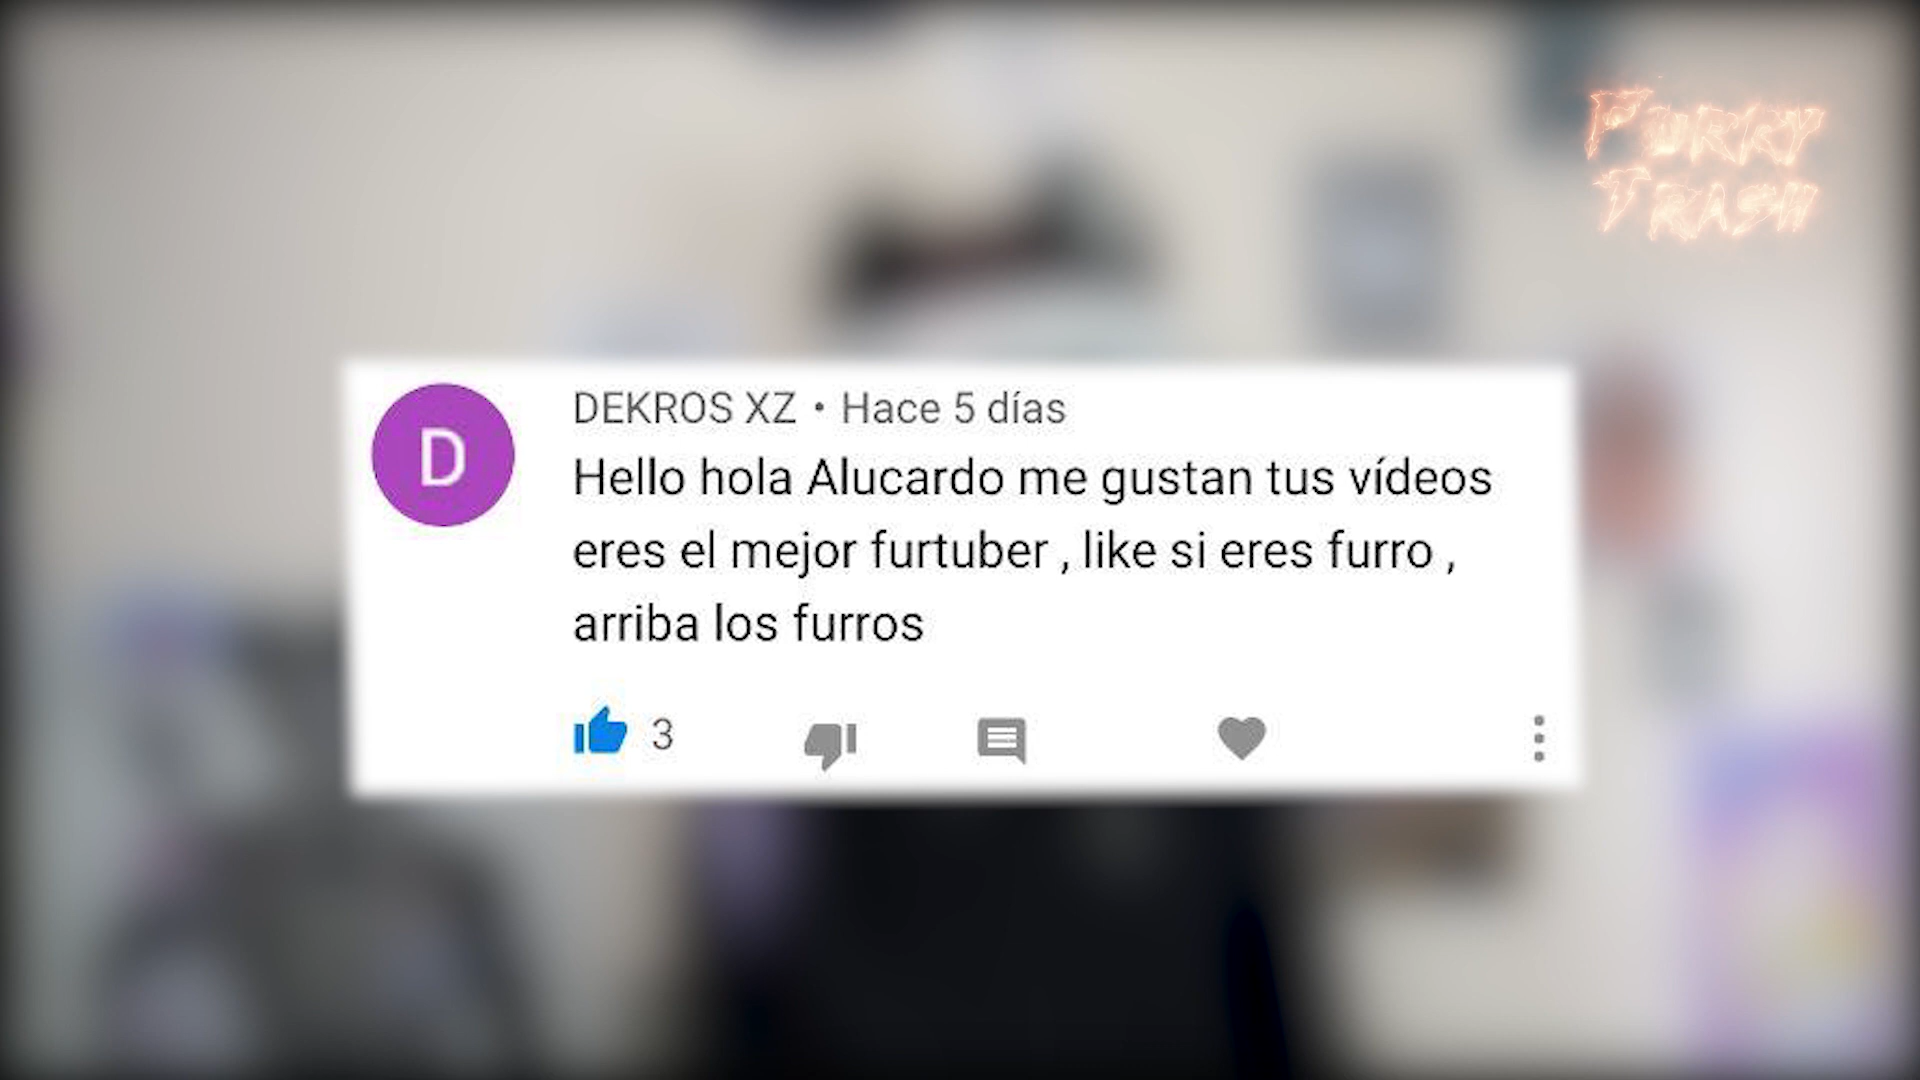 FURRY
TRASH
D
DEKROS XZ • Hace 5 días
Hello hola Alucardo me gustan tus vídeos
eres el mejor furtuber , like si eres furro ,
arriba los furros
3